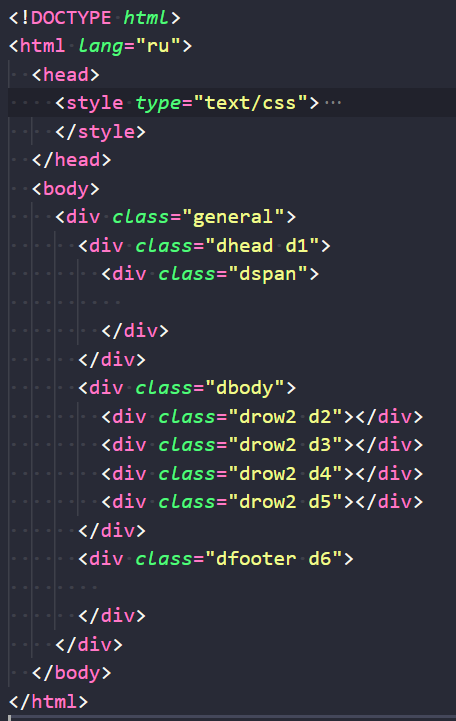 <!DOCTYPE html>
<html lang="ru">
<head>
<style type="text/css">···
</style>
</head>
<body>
<div class="general">
<div class="dhead d1">
<div class="dspan">
</div>
</div>
<div class="dbody">
<div class="drow2 d2"></div>
<div class="drow2 d3"></div>
<div class="drow2 d4"></div>
<div class="drow2 d5"></div>
</div>
<div class="dfooter d6">
</div>
</div>
</body>
</html>